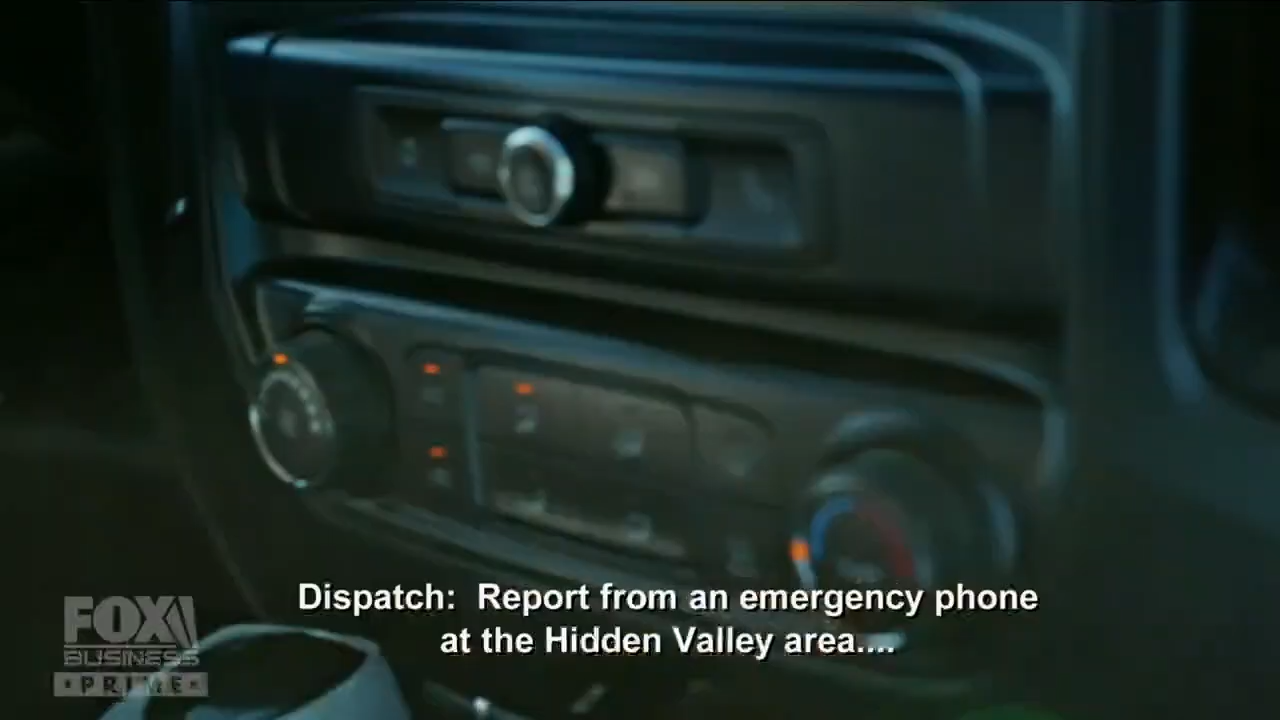 Dispatch: Report from an emergency phone
at the Hidden Valley area....
FOX
BUSINESS
PRIME